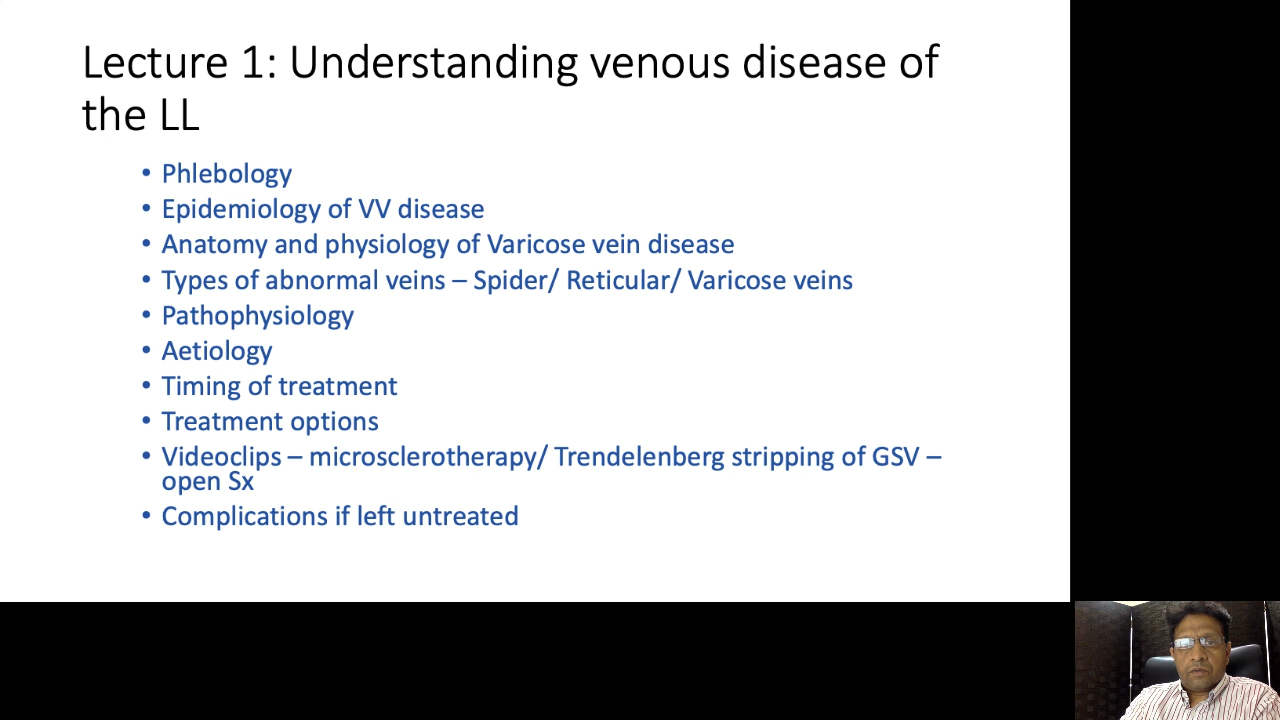 Lecture 1: Understanding venous disease of
the LL
• Phlebology
• Epidemiology of VV disease
• Anatomy and physiology of Varicose vein disease
• Types of abnormal veins – Spider/ Reticular/ Varicose veins
• Pathophysiology
• Aetiology
• Timing of treatment
• Treatment options
• Videoclips – microsclerotherapy/ Trendelenberg stripping of GSV –
open Sx
• Complications if left untreated